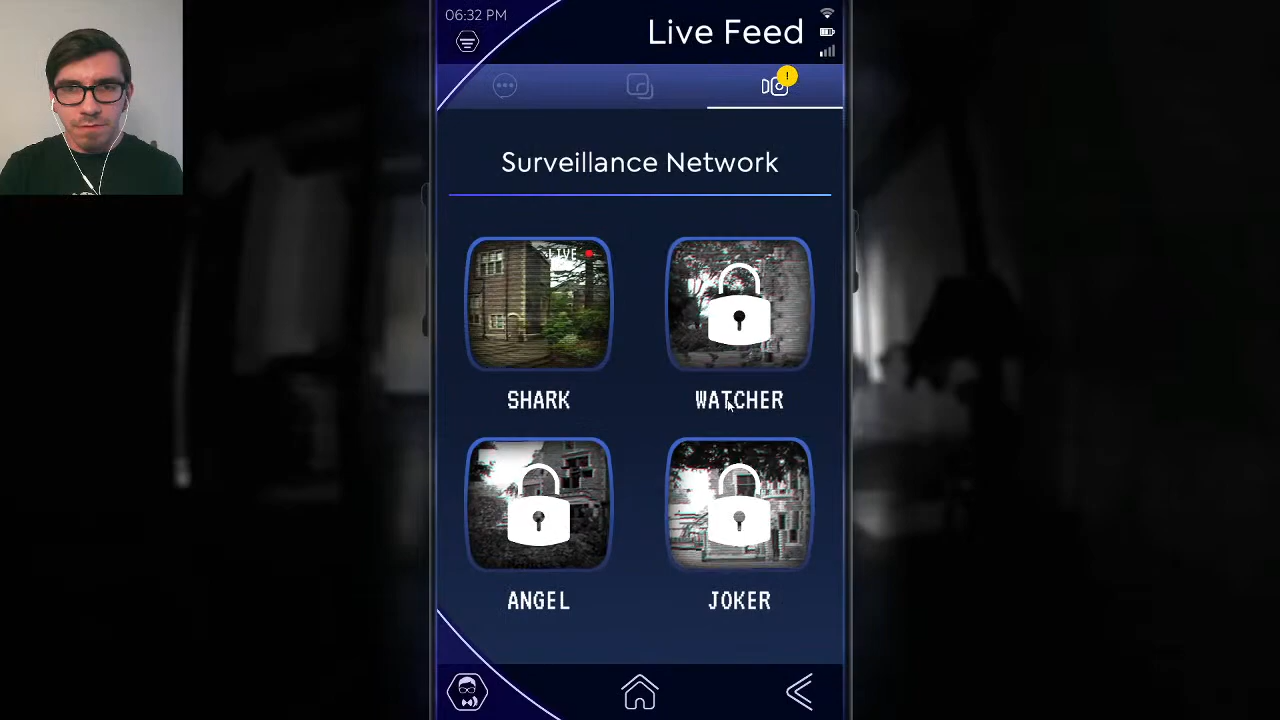 06:32 PM
Live Feed
!
Surveillance Network
LIVE
SHARK
WATCHER
ANGEL
JOKER